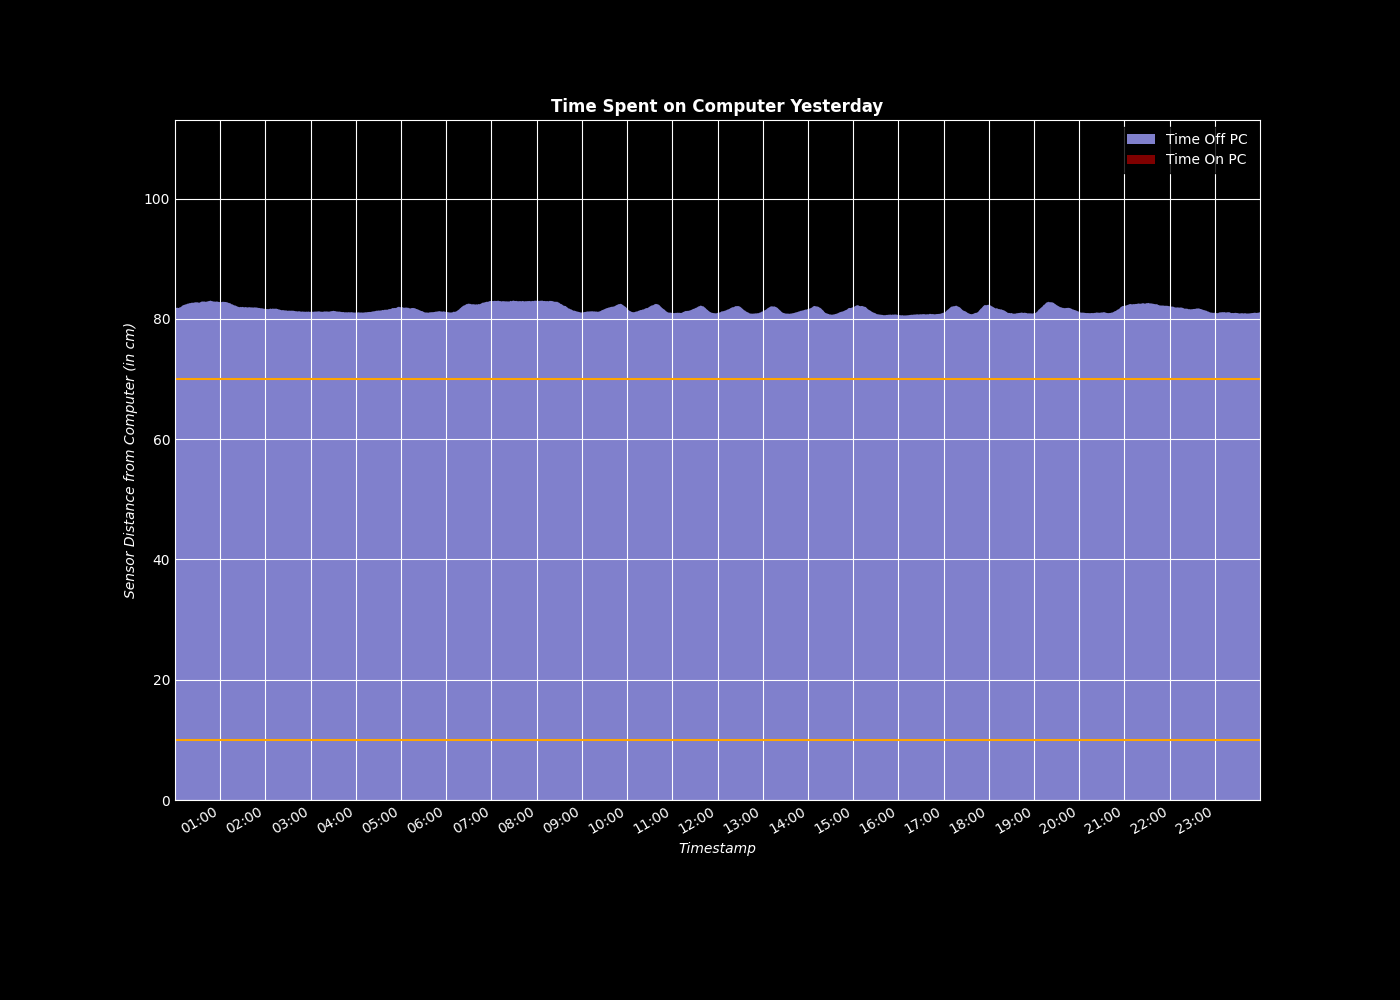 Time Spent on Computer Yesterday
Time Off PC
Time On PC
Sensor Distance from Computer (in cm)
100
80
60
40
20
0
01:00 02:00 03:00 04:00 05:00 06:00 07:00 08:00 09:00 10:00 11:00 12:00 13:00 14:00 15:00 16:00 17:00 18:00 19:00 20:00 21:00 22:00 23:00
Timestamp